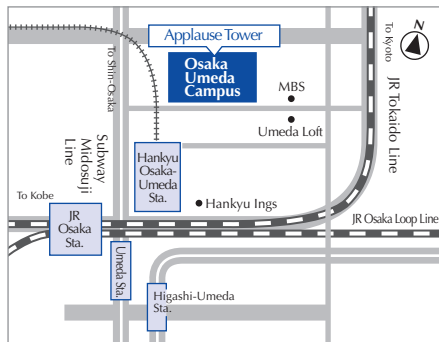 Applause Tower
Osaka
Umeda
Campus
N
To Kyoto
To Shin-Osaka
MBS
Umeda Loft
JR Tokaido Line
Subway
Midosuji
Line
Hankyu
Osaka-
Umeda
Sta.
To Kobe
Hankyu Ings
JR
Osaka
Sta.
JR Osaka Loop Line
Umeda Sta.
Higashi-Umeda
Sta.